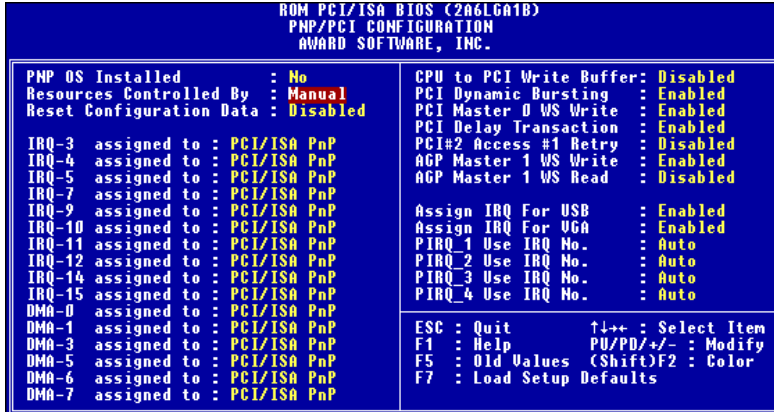 ROM PCI/ISA BIOS (2A6LGA1B)
PNP/PCI CONFIGURATION
AWARD SOFTWARE, INC.
PNP OS Installed : No
Resources Controlled By : Manual
Reset Configuration Data : Disabled
IRQ-3 assigned to : PCI/ISA PnP
IRQ-4 assigned to : PCI/ISA PnP
IRQ-5 assigned to : PCI/ISA PnP
IRQ-7 assigned to : PCI/ISA PnP
IRQ-9 assigned to : PCI/ISA PnP
IRQ-10 assigned to : PCI/ISA PnP
IRQ-11 assigned to : PCI/ISA PnP
IRQ-12 assigned to : PCI/ISA PnP
IRQ-14 assigned to : PCI/ISA PnP
IRQ-15 assigned to : PCI/ISA PnP
DMA-0 assigned to : PCI/ISA PnP
DMA-1 assigned to : PCI/ISA PnP
DMA-3 assigned to : PCI/ISA PnP
DMA-5 assigned to : PCI/ISA PnP
DMA-6 assigned to : PCI/ISA PnP
DMA-7 assigned to : PCI/ISA PnP
CPU to PCI Write Buffer: Disabled
PCI Dynamic Bursting : Enabled
PCI Master 0 WS Write : Enabled
PCI Delay Transaction : Enabled
PCI#2 Access #1 Retry : Disabled
AGP Master 1 WS Write : Enabled
AGP Master 1 WS Read : Disabled
Assign IRQ For USB : Enabled
Assign IRQ For VGA : Enabled
PIRQ_1 Use IRQ No. : Auto
PIRQ_2 Use IRQ No. : Auto
PIRQ_3 Use IRQ No. : Auto
PIRQ_4 Use IRQ No. : Auto
ESC : Quit ↑↓→← : Select Item
F1 : Help PU/PD/+/- : Modify
F5 : Old Values (Shift)F2 : Color
F7 : Load Setup Defaults